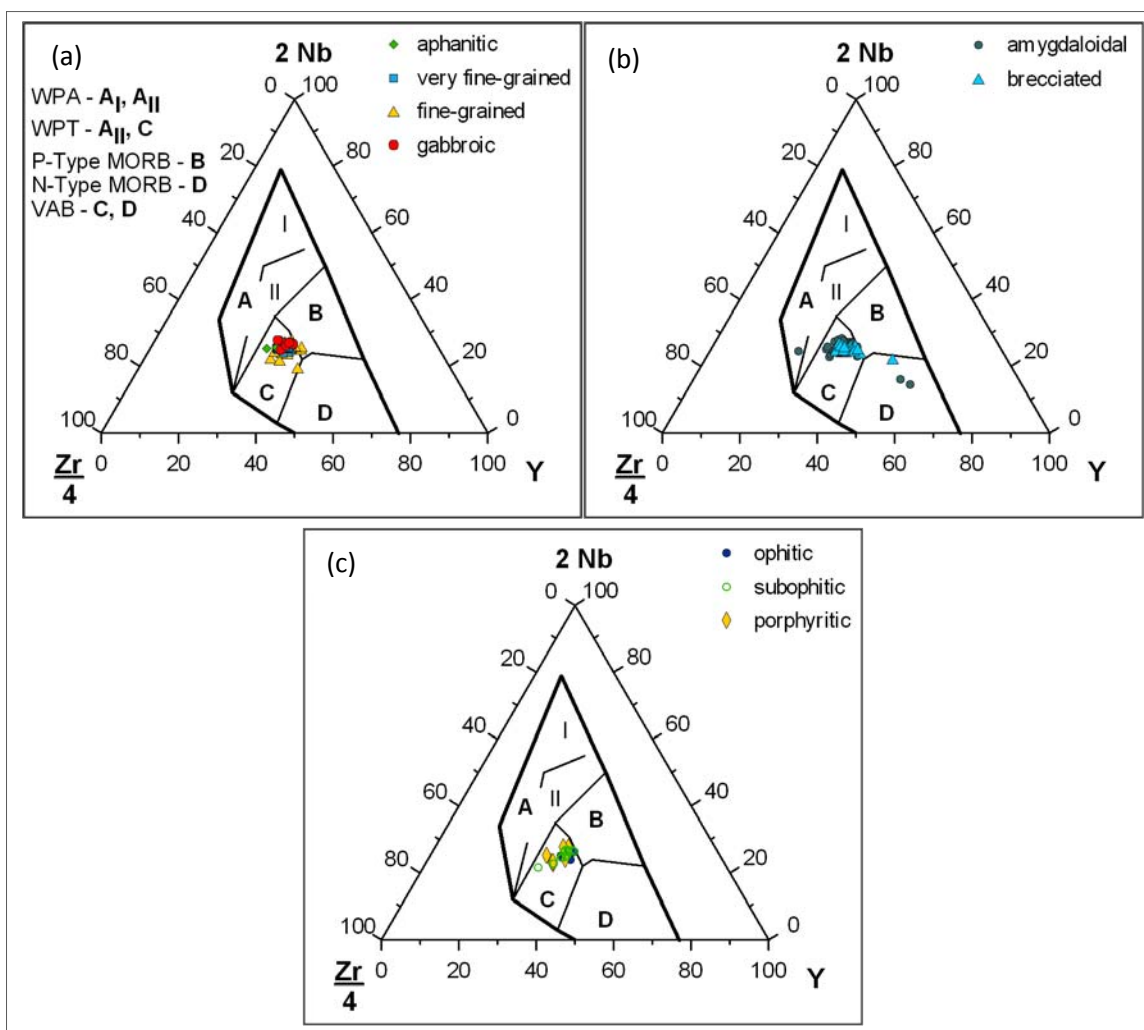 (a)
2 Nb
0 100
aphanitic
very fine-grained
fine-grained
gabbroic
WPA - A_I, A_II
WPT - A_II, C
P-Type MORB - B
N-Type MORB - D
VAB - C, D
20 80
40 60
I
60 40
A II B
80 20
C
D
100 0
Zr/4
0 20 40 60 80 100
Y
(b)
2 Nb
0 100
amygdaloidal
brecciated
20 80
40 60
I
60 40
A II B
80 20
C
D
100 0
Zr/4
0 20 40 60 80 100
Y
(c)
2 Nb
0 100
ophitic
subophitic
porphyritic
20 80
40 60
I
60 40
A II B
80 20
C
D
100 0
Zr/4
0 20 40 60 80 100
Y